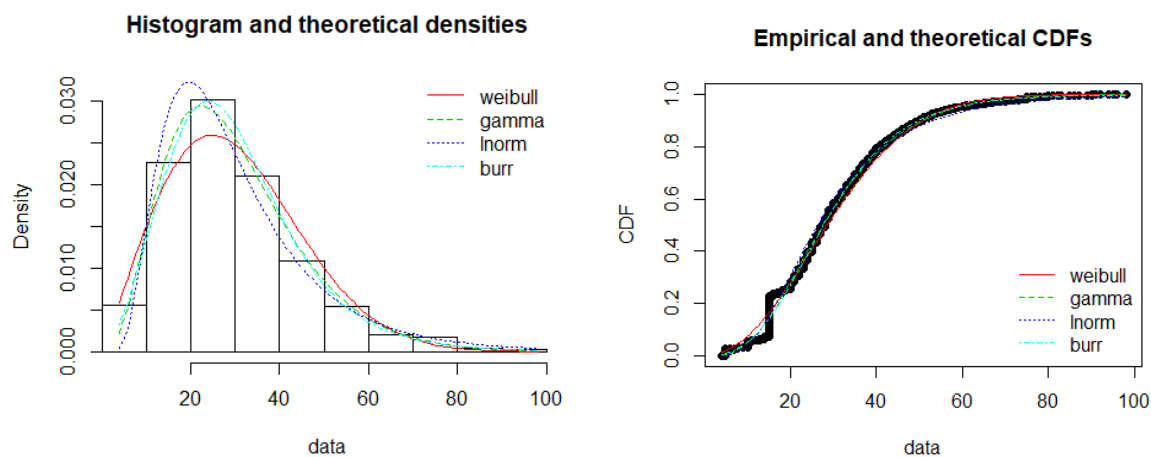 Histogram and theoretical densities
Density
0.000
0.010
0.020
0.030
weibull
gamma
lnorm
burr
20
40
60
80
100
data
Empirical and theoretical CDFs
CDF
0.0
0.2
0.4
0.6
0.8
1.0
weibull
gamma
lnorm
burr
20
40
60
80
100
data